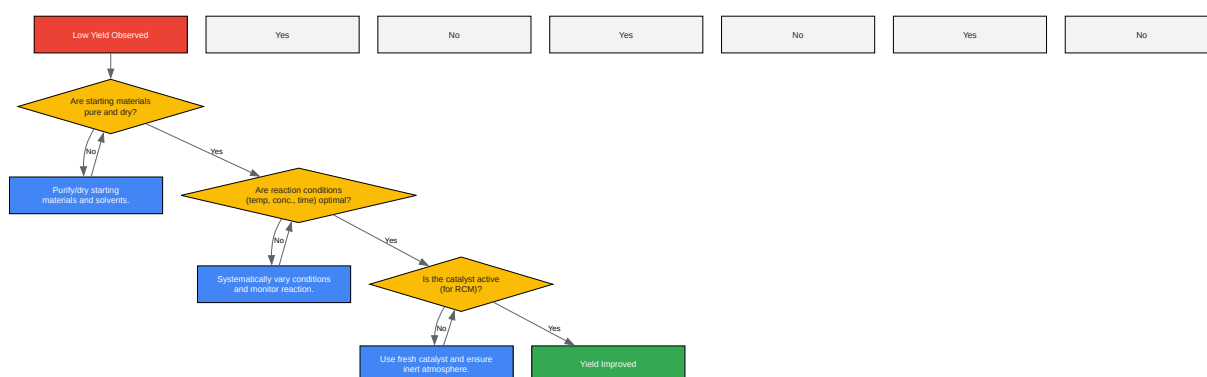 Low Yield Observed
Yes
No
Yes
No
Yes
No
Are starting materials
pure and dry?
No
Yes
Purify/dry starting
materials and solvents.
Are reaction conditions
(temp, conc., time) optimal?
No
Yes
Systematically vary conditions
and monitor reaction.
Is the catalyst active
(for RCM)?
No
Yes
Use fresh catalyst and ensure
inert atmosphere.
Yield Improved